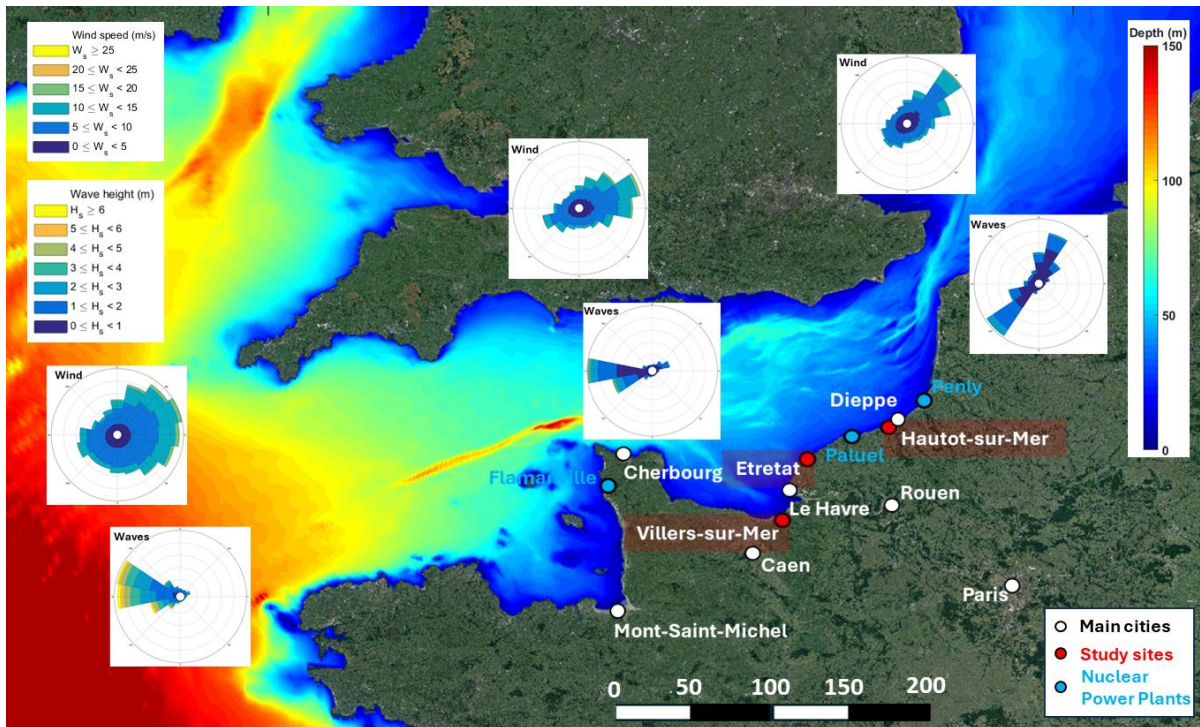 Wind speed (m/s)
W_s ≥ 25
20 ≤ W_s < 25
15 ≤ W_s < 20
10 ≤ W_s < 15
5 ≤ W_s < 10
0 ≤ W_s < 5
Wave height (m)
H_s ≥ 6
5 ≤ H_s < 6
4 ≤ H_s < 5
3 ≤ H_s < 4
2 ≤ H_s < 3
1 ≤ H_s < 2
0 ≤ H_s < 1
Wind
Waves
Wind
Waves
Wind
Waves
Depth (m)
150
100
50
0
Penly
Dieppe
Hautot-sur-Mer
Paluel
Etretat
Cherbourg
Flamanville
Le Havre
Rouen
Villers-sur-Mer
Caen
Paris
Mont-Saint-Michel
0 50 100 150 200
Main cities
Study sites
Nuclear
Power Plants